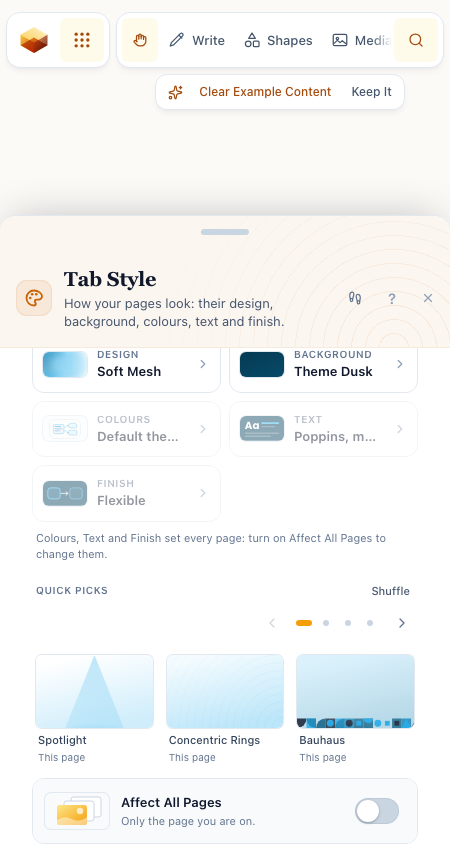 Write
Shapes
Media
Clear Example Content
Keep It
Tab Style
How your pages look: their design,
background, colours, text and finish.
?
DESIGN
Soft Mesh
BACKGROUND
Theme Dusk
COLOURS
Default the...
Aa
TEXT
Poppins, m...
FINISH
Flexible
Colours, Text and Finish set every page: turn on Affect All Pages to
change them.
QUICK PICKS
Shuffle
Spotlight
This page
Concentric Rings
This page
Bauhaus
This page
Affect All Pages
Only the page you are on.